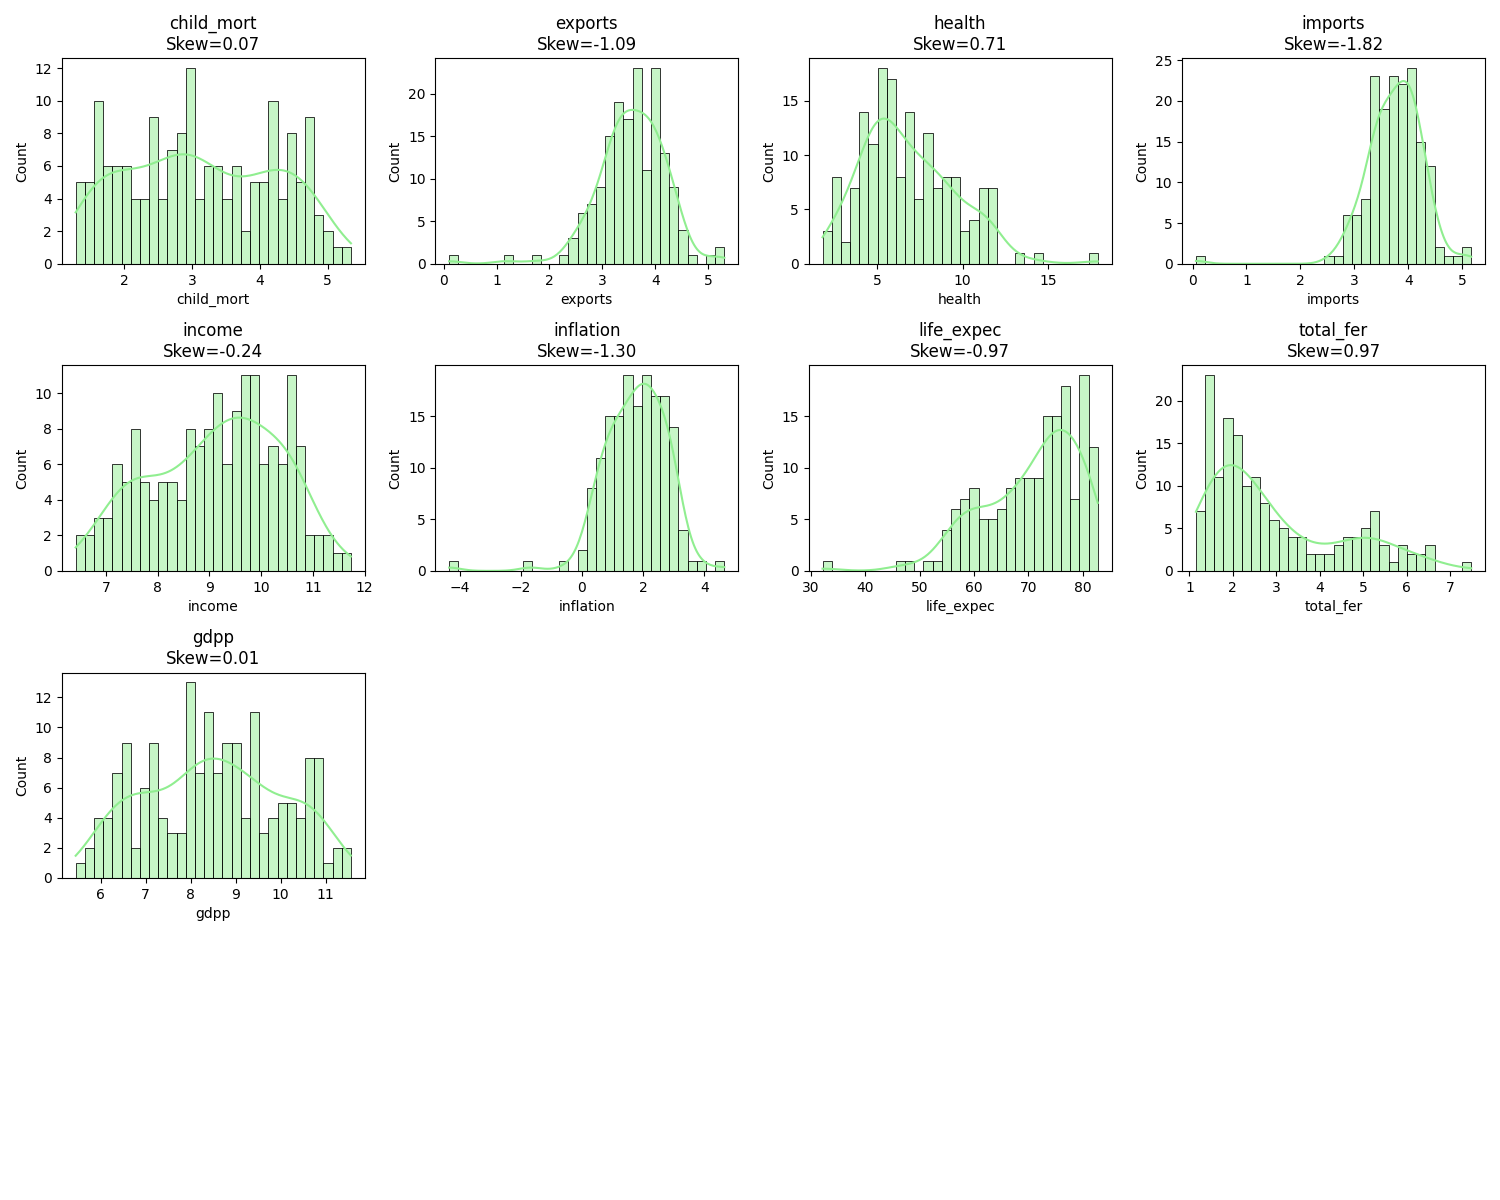 child_mort
Skew=0.07
exports
Skew=-1.09
health
Skew=0.71
imports
Skew=-1.82
12
10
8
6
4
2
0
Count
2
3
4
5
child_mort
20
15
10
5
0
Count
0
1
2
3
4
5
exports
15
10
5
0
Count
5
10
15
health
25
20
15
10
5
0
Count
0
1
2
3
4
5
imports
income
Skew=-0.24
inflation
Skew=-1.30
life_expec
Skew=-0.97
total_fer
Skew=0.97
10
8
6
4
2
0
Count
7
8
9
10
11
12
income
15
10
5
0
Count
−4
−2
0
2
4
inflation
15
10
5
0
Count
30
40
50
60
70
80
life_expec
20
15
10
5
0
Count
1
2
3
4
5
6
7
total_fer
gdpp
Skew=0.01
12
10
8
6
4
2
0
Count
6
7
8
9
10
11
gdpp